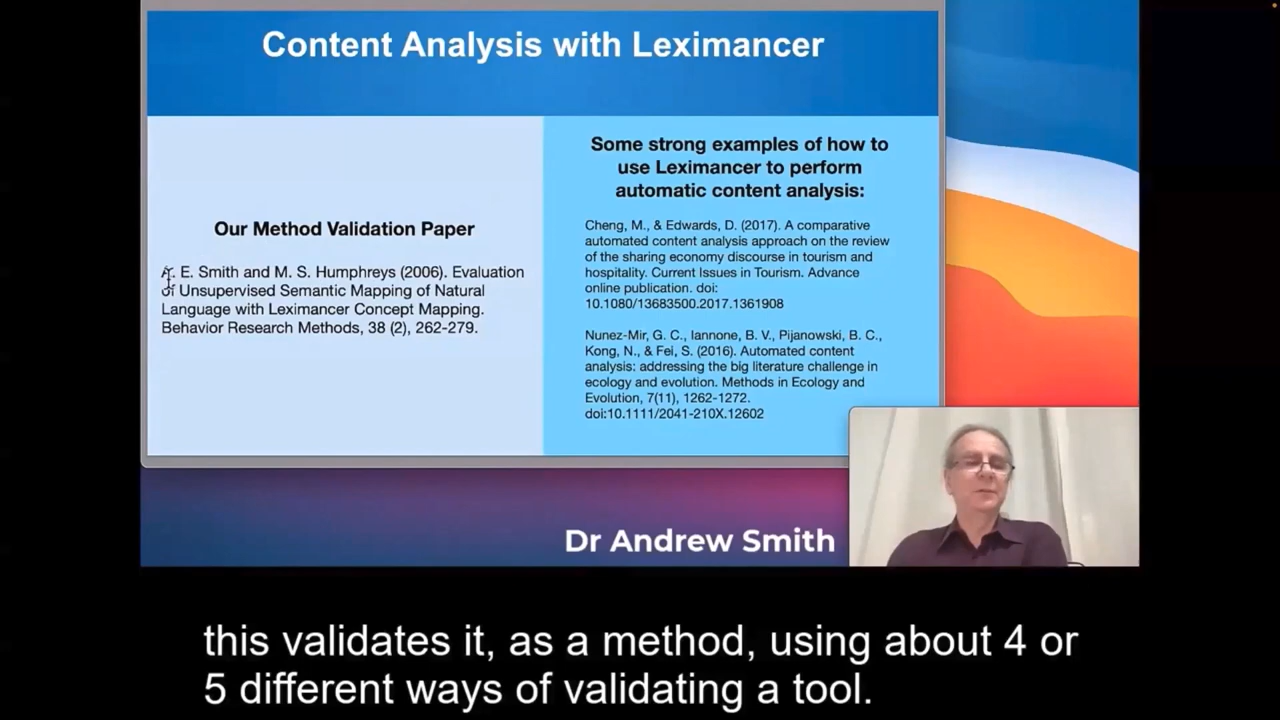 Content Analysis with Leximancer
Our Method Validation Paper
A. E. Smith and M. S. Humphreys (2006). Evaluation
of Unsupervised Semantic Mapping of Natural
Language with Leximancer Concept Mapping.
Behavior Research Methods, 38 (2), 262-279.
Some strong examples of how to
use Leximancer to perform
automatic content analysis:
Cheng, M., & Edwards, D. (2017). A comparative
automated content analysis approach on the review
of the sharing economy discourse in tourism and
hospitality. Current Issues in Tourism. Advance
online publication. doi:
10.1080/13683500.2017.1361908
Nunez-Mir, G. C., Iannone, B. V., Pijanowski, B. C.,
Kong, N., & Fei, S. (2016). Automated content
analysis: addressing the big literature challenge in
ecology and evolution. Methods in Ecology and
Evolution, 7(11), 1262-1272.
doi:10.1111/2041-210X.12602
Dr Andrew Smith
this validates it, as a method, using about 4 or
5 different ways of validating a tool.